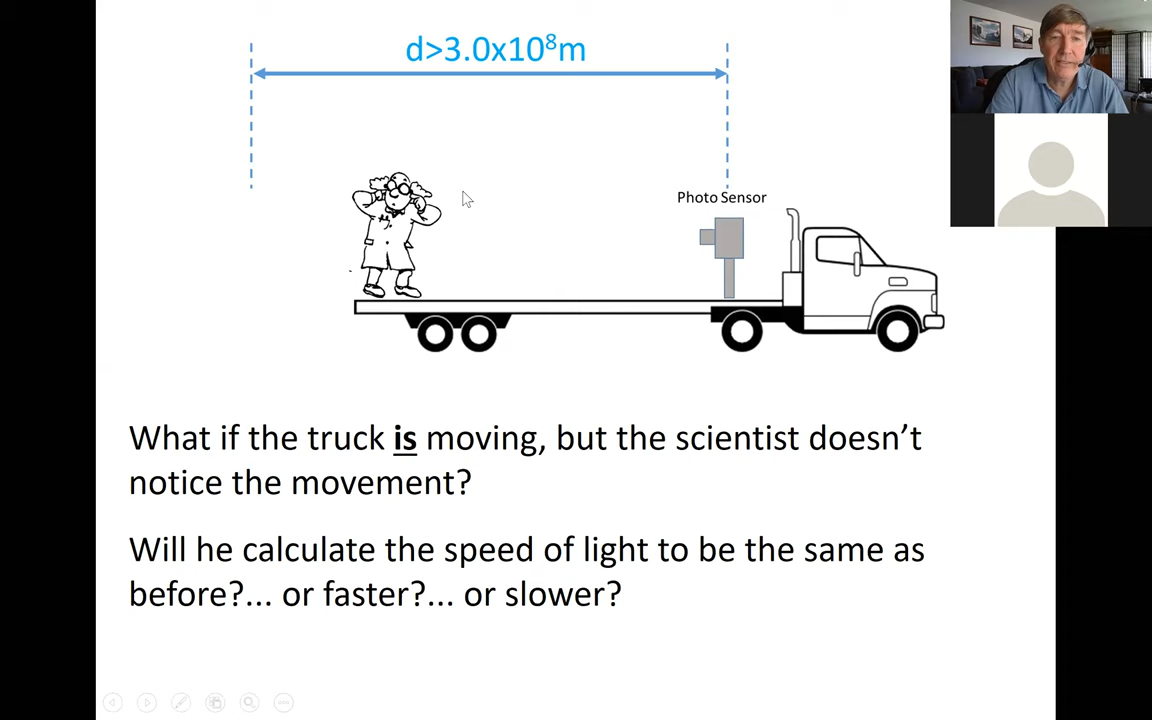 d>3.0x10⁸m
Photo Sensor
What if the truck is moving, but the scientist doesn’t
notice the movement?
Will he calculate the speed of light to be the same as
before?... or faster?... or slower?